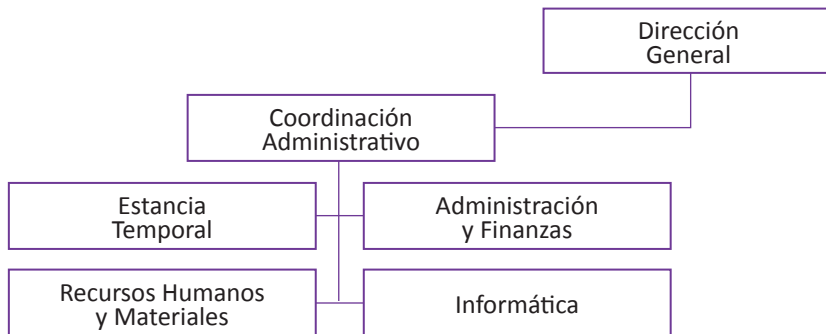 Dirección
General
Coordinación
Administrativo
Estancia
Temporal
Administración
y Finanzas
Recursos Humanos
y Materiales
Informática